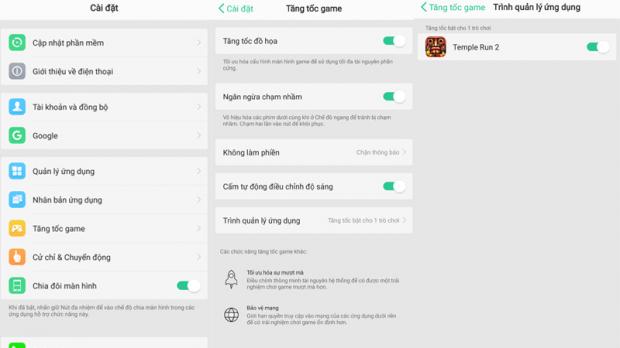 Cài đặt
Cập nhật phần mềm
Giới thiệu về điện thoại
Tài khoản và đồng bộ
Google
Quản lý ứng dụng
Nhân bản ứng dụng
Tăng tốc game
Cử chỉ & Chuyển động
Chia đôi màn hình
Khi đã bật, nhấn giữ Nút đa nhiệm để vào chế độ chia màn hình trong các
ứng dụng hỗ trợ chức năng này.
Cài đặt
Tăng tốc game
Tăng tốc đồ họa
Tối ưu hóa cấu hình màn hình game để sử dụng tối đa tài nguyên phần
cứng.
Ngăn ngừa chạm nhầm
Vô hiệu hóa các phím dưới cùng khi ở Chế độ ngang để tránh bị chạm
nhầm. Chạm hai lần vào nút để khôi phục.
Không làm phiền
Chặn thông báo
Cấm tự động điều chỉnh độ sáng
Trình quản lý ứng dụng
Tăng tốc bật cho 1 trò chơi
Các chức năng tăng tốc game khác:
Tối ưu hóa sự mượt mà
Điều chỉnh thông minh tài nguyên hệ thống để có được một trải
nghiệm chơi game mượt mà hơn.
Bảo vệ mạng
Giới hạn quyền truy cập vào mạng của các ứng dụng dưới nền
để có trải nghiệm chơi game ổn định hơn.
Tăng tốc game
Trình quản lý ứng dụng
Tăng tốc bật cho 1 trò chơi
Temple Run 2